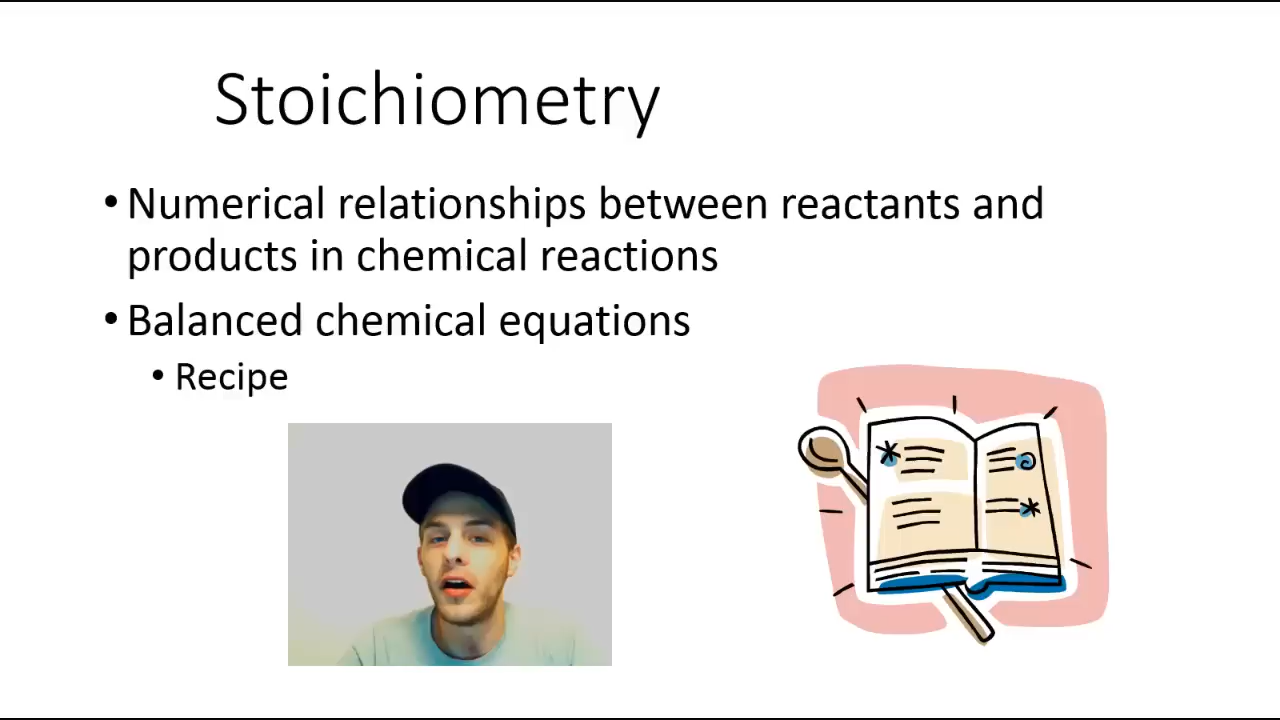 Stoichiometry
• Numerical relationships between reactants and
products in chemical reactions
• Balanced chemical equations
• Recipe